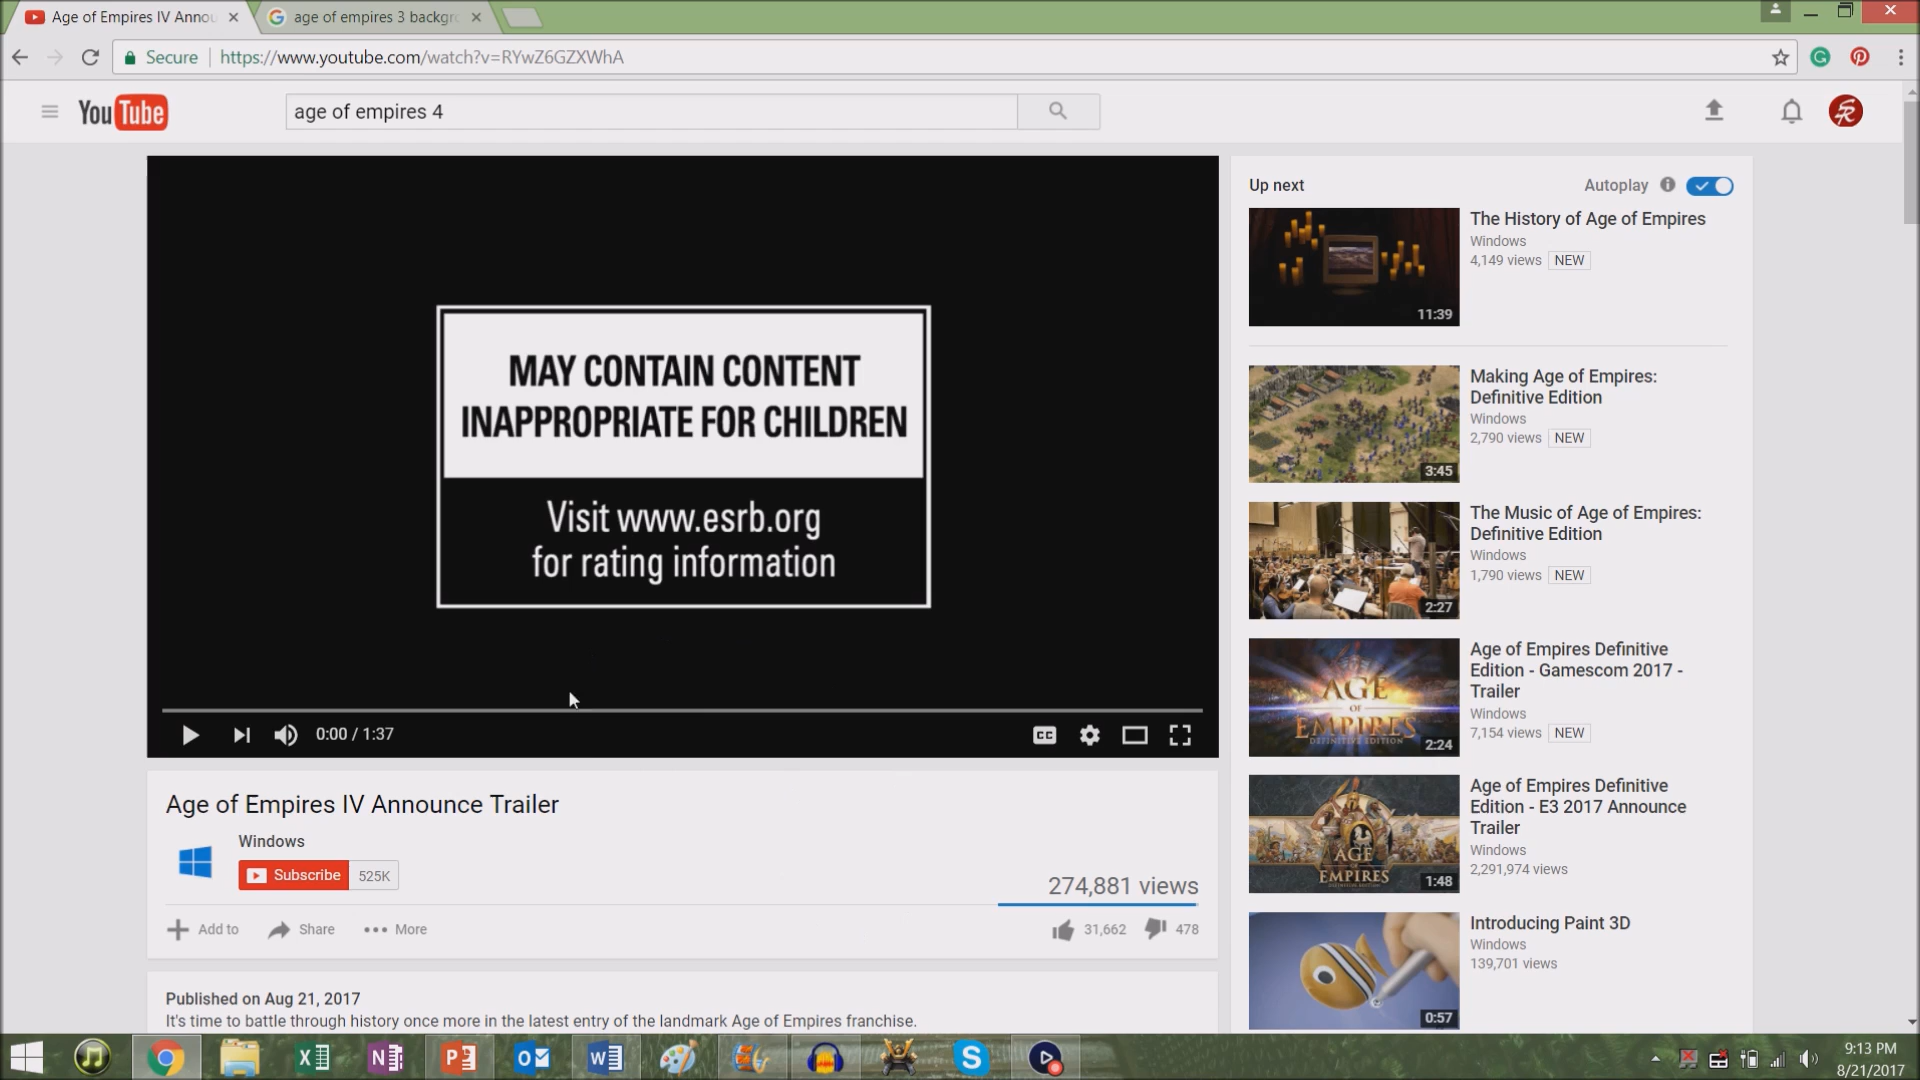 Age of Empires IV Annou
age of empires 3 backgr
Secure
https://www.youtube.com/watch?v=RYwZ6GZXWhA
YouTube
age of empires 4
MAY CONTAIN CONTENT
INAPPROPRIATE FOR CHILDREN
Visit www.esrb.org
for rating information
0:00 / 1:37
CC
Age of Empires IV Announce Trailer
Windows
Subscribe 525K
274,881 views
Add to Share More
31,662 478
Published on Aug 21, 2017
It's time to battle through history once more in the latest entry of the landmark Age of Empires franchise.
Up next
Autoplay
The History of Age of Empires
Windows
4,149 views NEW
11:39
Making Age of Empires:
Definitive Edition
Windows
2,790 views NEW
3:45
The Music of Age of Empires:
Definitive Edition
Windows
1,790 views NEW
2:27
AGE
OF
EMPIRES
DEFINITIVE EDITION
Age of Empires Definitive
Edition - Gamescom 2017 -
Trailer
Windows
7,154 views NEW
2:24
AGE
OF
EMPIRES
Age of Empires Definitive
Edition - E3 2017 Announce
Trailer
Windows
2,291,974 views
1:48
Introducing Paint 3D
Windows
139,701 views
0:57
9:13 PM
8/21/2017